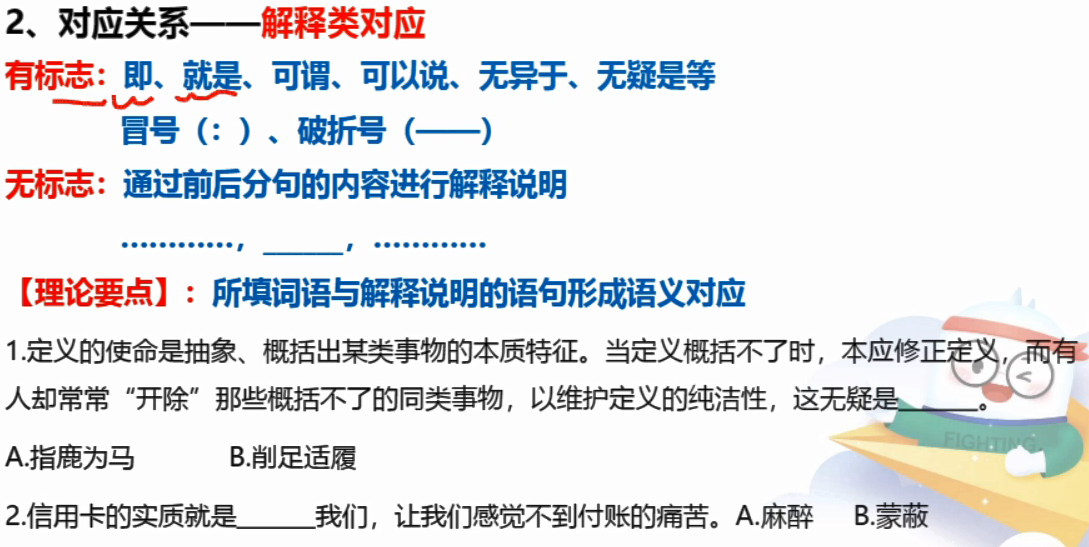 2、对应关系——解释类对应
有标志：即、就是、可谓、可以说、无异于、无疑是等
冒号（：）、破折号（——）
无标志：通过前后分句的内容进行解释说明
…………，______，…………
【理论要点】：所填词语与解释说明的语句形成语义对应
1.定义的使命是抽象、概括出某类事物的本质特征。当定义概括不了时，本应修正定义，而有
人却常常“开除”那些概括不了的同类事物，以维护定义的纯洁性，这无疑是______。
FIGHTING
A.指鹿为马 B.削足适履
2.信用卡的实质就是______我们，让我们感觉不到付账的痛苦。A.麻醉 B.蒙蔽